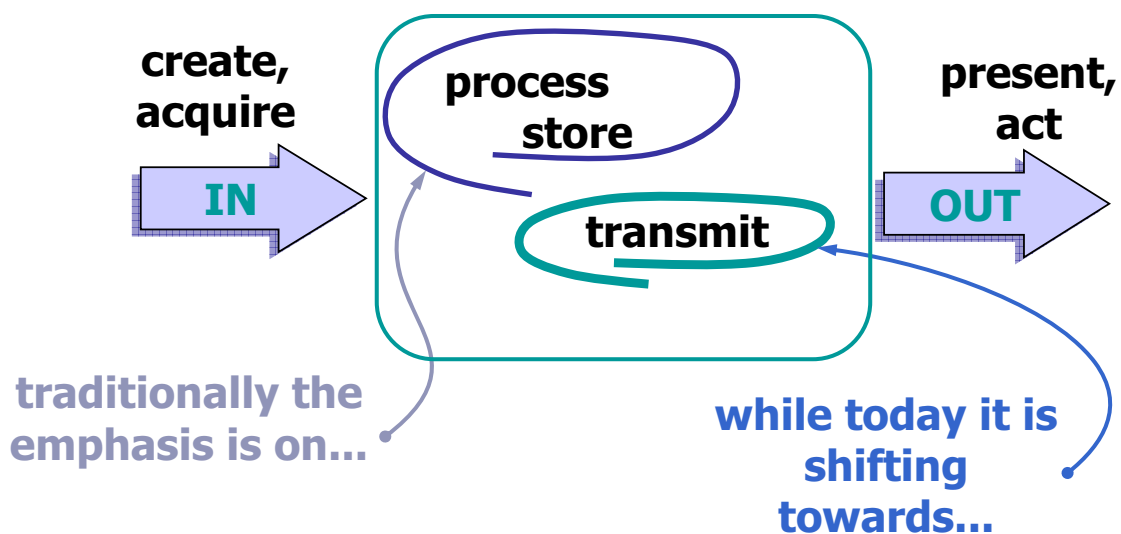 create,
acquire
IN
process
store
transmit
present,
act
OUT
traditionally the
emphasis is on...
while today it is
shifting
towards...